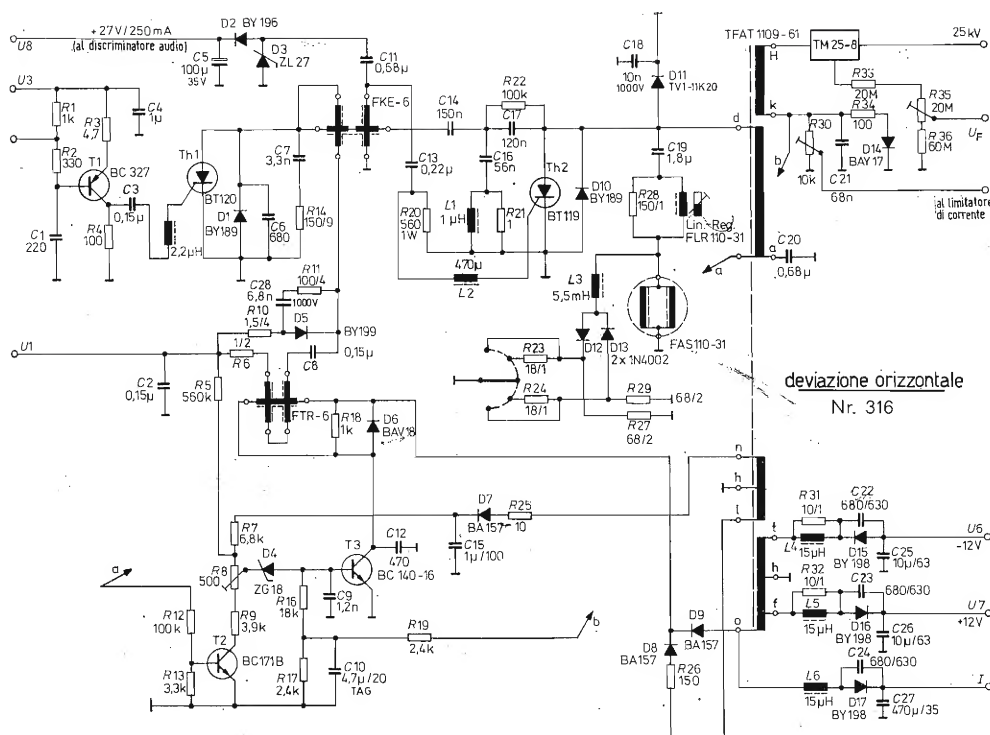 +27V/250mA
(al discriminatore audio)
U8
D2 BY196
D3
ZL 27
C5
100µ
35V
C11
0,68µ
C18
10n
1000V
D11
TV1-11K20
TFAT 1109-61
H
TM 25-8
25kV
U3
R1
1k
R3
4,7
C4
1µ
R2
330
T1
BC 327
C3
0,15µ
C1
220
R4
100
2,2µH
Th1
BT120
D1
BY189
C6
680
C7
3,3n
R14
150/9
FKE-6
C14
150n
R22
100k
C17
120n
C13
0,22µ
C16
56n
Th2
BT119
R20
560
1W
L1
1 µH
R21
1
D10
BY189
470µ
L2
d
C19
1,8µ
R28
150/1
Lin.-Reg.
FLR110-31
k
R33
20M
R34
100
R35
20M
R36
60M
UF
R30
10k
b
C21
68n
D14
BAY17
al limitatore
di corrente
a
a
C20
0,68µ
R11
100/4
C28
6,8n
1000V
R10
1,5/4
D5
BY199
L3
5,5mH
FAS110-31
D12
D13
2x1N4002
U1
1/2
R6
C8
0,15µ
C2
0,15µ
R5
560k
FTR-6
R18
1k
D6
BAV18
R23
18/1
R24
18/1
R29
68/2
R27
68/2
deviazione orizzontale
Nr. 316
n
h
l
R7
6,8k
D7
BA157
R25
10
C15
1µ/100
R8
500
D4
ZG18
T3
BC 140-16
C12
470
C9
1,2n
R16
18k
R9
3,9k
a
R12
100k
T2
BC171B
R13
3,3k
R17
2,4k
C10
4,7µ/20
TAG
R19
2,4k
b
D8
BA157
D9
BA157
R26
150
t
h
f
o
R31
10/1
C22
680/630
L4
15µH
D15
BY198
C25
10µ/63
U6
-12V
R32
10/1
C23
680/630
L5
15µH
D16
BY198
C26
10µ/63
U7
+12V
C24
680/630
L6
15µH
D17
BY198
C27
470µ/35
I